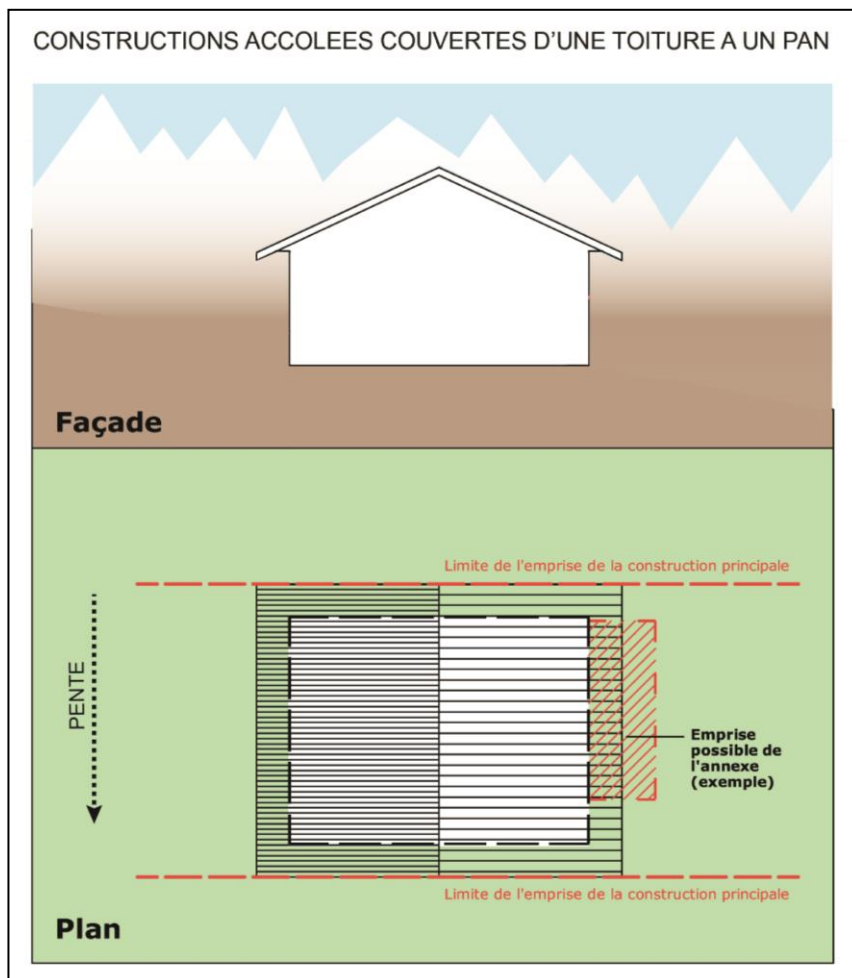 CONSTRUCTIONS ACCOLEES COUVERTES D'UNE TOITURE A UN PAN
Façade
Limite de l'emprise de la construction principale
PENTE
Emprise
possible de
l'annexe
(exemple)
Limite de l'emprise de la construction principale
Plan